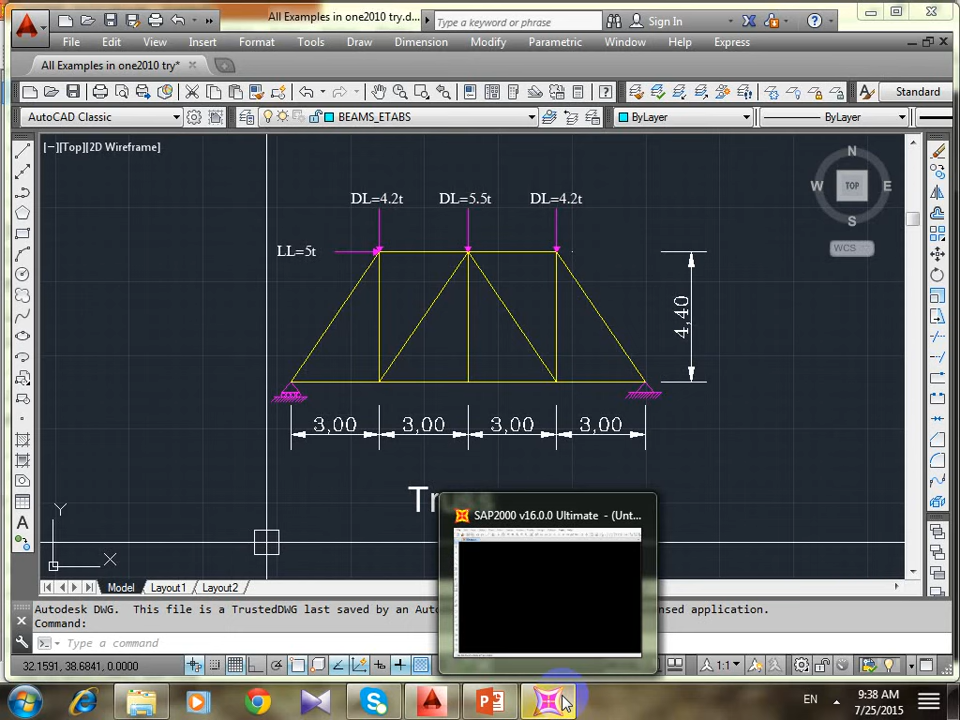 All Examples in one2010 try.d...
Type a keyword or phrase
Sign In
File Edit View Insert Format Tools Draw Dimension Modify Parametric Window Help Express
All Examples in one2010 try*
Standard
AutoCAD Classic
BEAMS_ETABS
ByLayer
ByLayer
[−][Top][2D Wireframe]
N
W TOP E
S
WCS
DL=4.2t DL=5.5t DL=4.2t
LL=5t
4,40
3,00 3,00 3,00 3,00
SAP2000 v16.0.0 Ultimate - (Unt...
Y
X
Model Layout1 Layout2
Autodesk DWG. This file is a TrustedDWG last saved by an Aut
nsed application.
Command:
Type a command
32.1591, 38.6841, 0.0000
1:1
EN
9:38 AM
7/25/2015